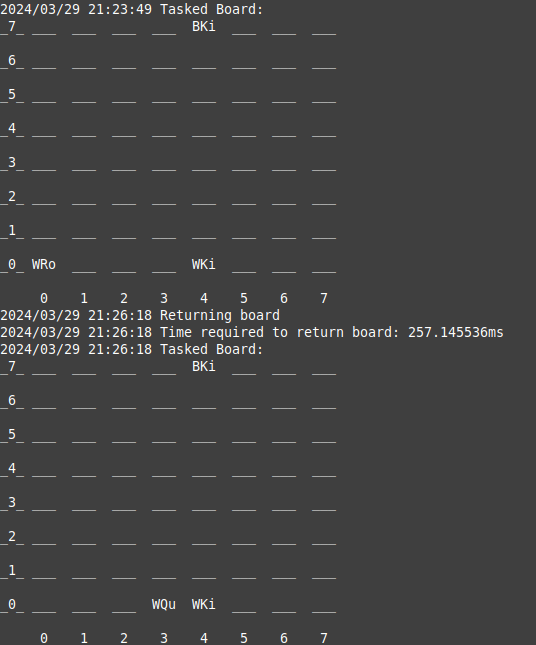 2024/03/29 21:23:49 Tasked Board:
_7_ ___  ___  ___  ___  BKi  ___  ___  ___
_6_ ___  ___  ___  ___  ___  ___  ___  ___
_5_ ___  ___  ___  ___  ___  ___  ___  ___
_4_ ___  ___  ___  ___  ___  ___  ___  ___
_3_ ___  ___  ___  ___  ___  ___  ___  ___
_2_ ___  ___  ___  ___  ___  ___  ___  ___
_1_ ___  ___  ___  ___  ___  ___  ___  ___
_0_ WRo  ___  ___  ___  WKi  ___  ___  ___
0    1    2    3    4    5    6    7
2024/03/29 21:26:18 Returning board
2024/03/29 21:26:18 Time required to return board: 257.145536ms
2024/03/29 21:26:18 Tasked Board:
_7_ ___  ___  ___  ___  BKi  ___  ___  ___
_6_ ___  ___  ___  ___  ___  ___  ___  ___
_5_ ___  ___  ___  ___  ___  ___  ___  ___
_4_ ___  ___  ___  ___  ___  ___  ___  ___
_3_ ___  ___  ___  ___  ___  ___  ___  ___
_2_ ___  ___  ___  ___  ___  ___  ___  ___
_1_ ___  ___  ___  ___  ___  ___  ___  ___
_0_ ___  ___  ___  WQu  WKi  ___  ___  ___
0    1    2    3    4    5    6    7